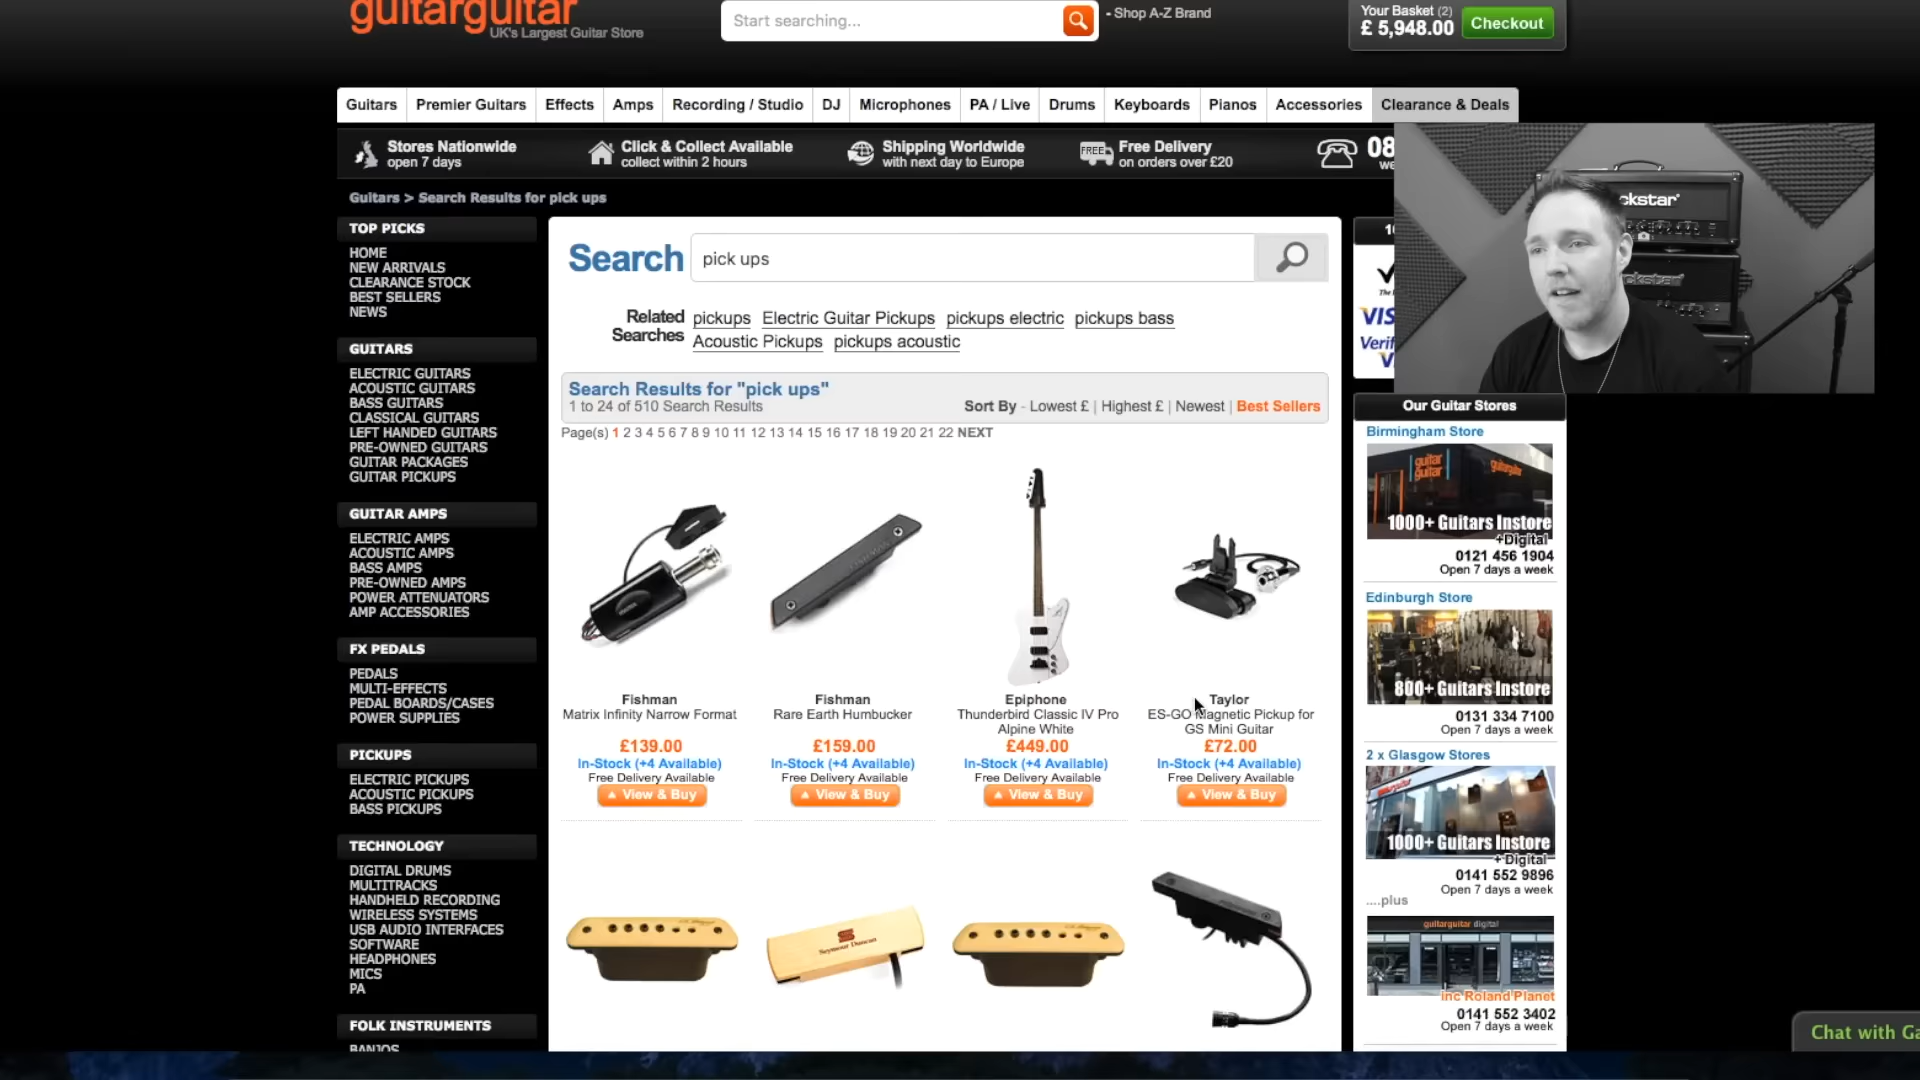 guitarguitar
UK's Largest Guitar Store
Start searching...
- Shop A-Z Brand
Your Basket (2)
£ 5,948.00
Checkout
Guitars
Premier Guitars
Effects
Amps
Recording / Studio
DJ
Microphones
PA / Live
Drums
Keyboards
Pianos
Accessories
Clearance & Deals
Stores Nationwide
open 7 days
Click & Collect Available
collect within 2 hours
Shipping Worldwide
with next day to Europe
FREE
Free Delivery
on orders over £20
08
we
Guitars > Search Results for pick ups
TOP PICKS
HOME
NEW ARRIVALS
CLEARANCE STOCK
BEST SELLERS
NEWS
GUITARS
ELECTRIC GUITARS
ACOUSTIC GUITARS
BASS GUITARS
CLASSICAL GUITARS
LEFT HANDED GUITARS
PRE-OWNED GUITARS
GUITAR PACKAGES
GUITAR PICKUPS
GUITAR AMPS
ELECTRIC AMPS
ACOUSTIC AMPS
BASS AMPS
PRE-OWNED AMPS
POWER ATTENUATORS
AMP ACCESSORIES
FX PEDALS
PEDALS
MULTI-EFFECTS
PEDAL BOARDS/CASES
POWER SUPPLIES
PICKUPS
ELECTRIC PICKUPS
ACOUSTIC PICKUPS
BASS PICKUPS
TECHNOLOGY
DIGITAL DRUMS
MULTITRACKS
HANDHELD RECORDING
WIRELESS SYSTEMS
USB AUDIO INTERFACES
SOFTWARE
HEADPHONES
MICS
PA
FOLK INSTRUMENTS
BANJOS
Search
pick ups
Related Searches
pickups Electric Guitar Pickups pickups electric pickups bass
Acoustic Pickups pickups acoustic
Search Results for "pick ups"
1 to 24 of 510 Search Results
Sort By - Lowest £ | Highest £ | Newest | Best Sellers
Page(s) 1 2 3 4 5 6 7 8 9 10 11 12 13 14 15 16 17 18 19 20 21 22 NEXT
Fishman
Matrix Infinity Narrow Format
£139.00
In-Stock (+4 Available)
Free Delivery Available
View & Buy
Fishman
Rare Earth Humbucker
£159.00
In-Stock (+4 Available)
Free Delivery Available
View & Buy
Epiphone
Thunderbird Classic IV Pro
Alpine White
£449.00
In-Stock (+4 Available)
Free Delivery Available
View & Buy
Taylor
ES-GO Magnetic Pickup for
GS Mini Guitar
£72.00
In-Stock (+4 Available)
Free Delivery Available
View & Buy
Seymour Duncan
ckstar
ckstar
10
The
VIS
Verif
V
Our Guitar Stores
Birmingham Store
guitar
guitar
guitarguitar
1000+ Guitars Instore
+Digital
0121 456 1904
Open 7 days a week
Edinburgh Store
800+ Guitars Instore
0131 334 7100
Open 7 days a week
2 x Glasgow Stores
1000+ Guitars Instore
+ Digital
0141 552 9896
Open 7 days a week
....plus
guitarguitar digital
inc Roland Planet
0141 552 3402
Open 7 days a week
Chat with Ga